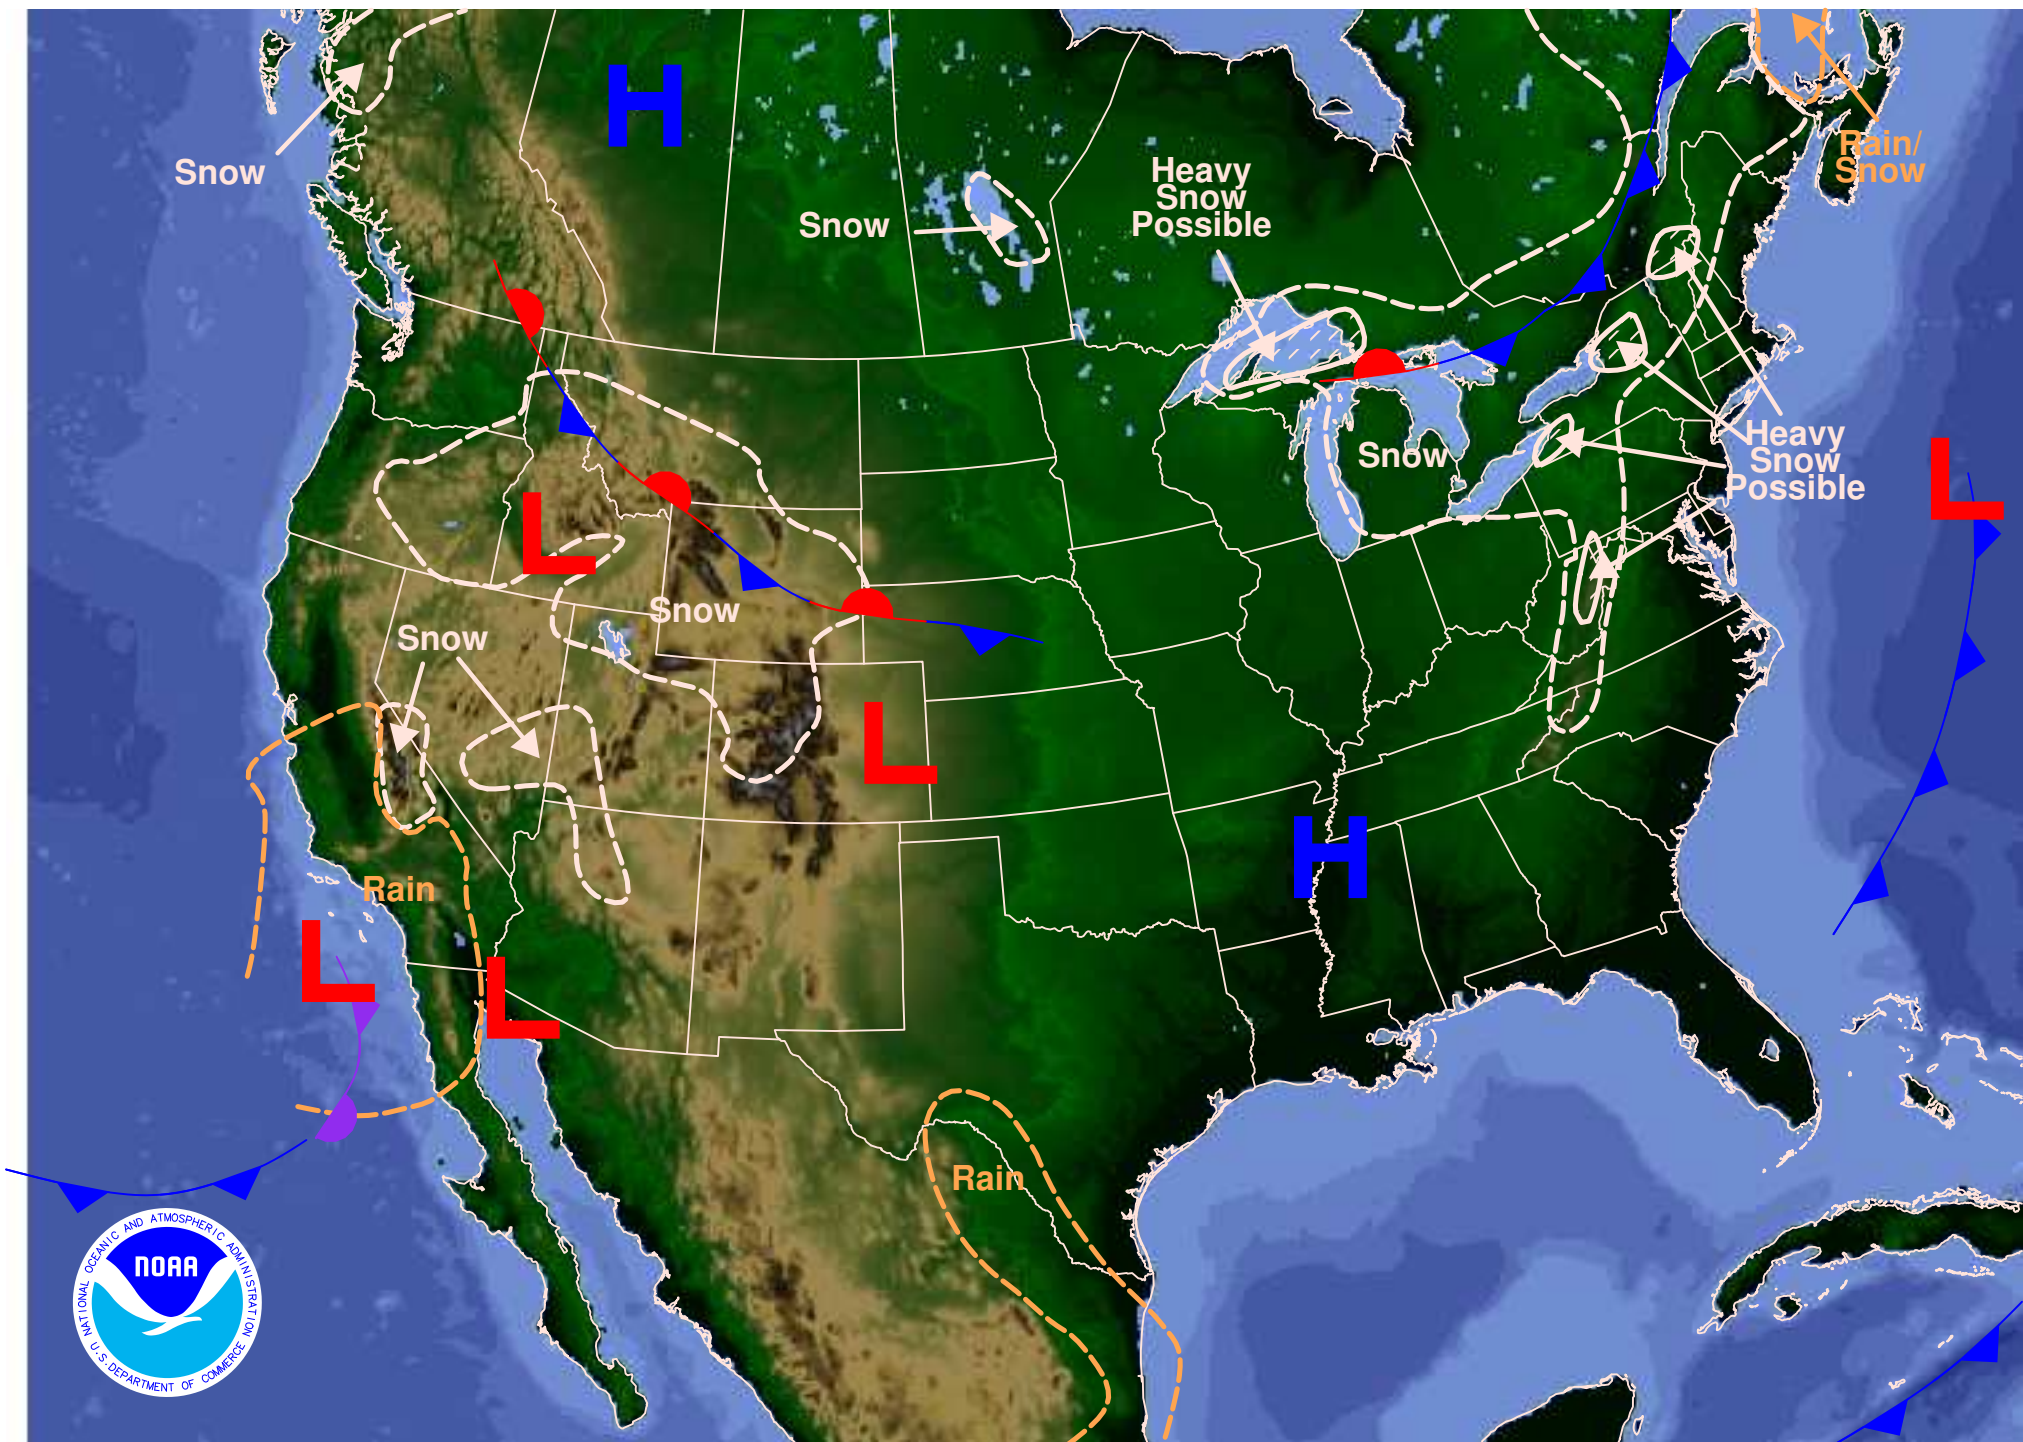 H
Rain/
Snow
Snow
Heavy
Snow
Possible
Snow
Heavy
Snow
Possible
Snow
L
L
Snow
Snow
L
H
Rain
L
L
Rain
NATIONAL OCEANIC AND ATMOSPHERIC ADMINISTRATION
NOAA
U.S. DEPARTMENT OF COMMERCE